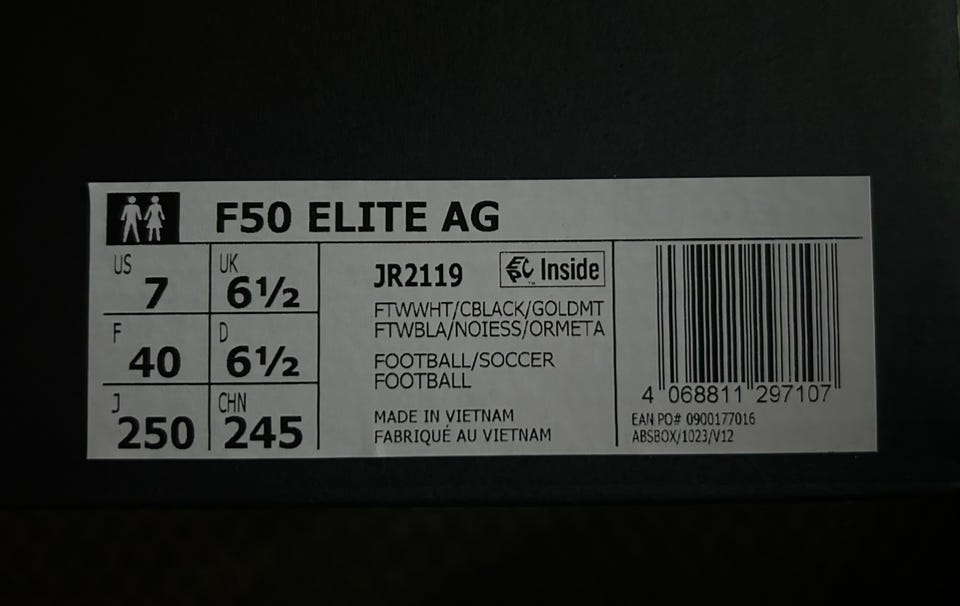 F50 ELITE AG
US 7 UK 6½
F 40 D 6½
J 250 CHN 245
JR2119 EPC Inside
FTWWHT/CBLACK/GOLDMT
FTWBLA/NOIESS/ORMETA
FOOTBALL/SOCCER
FOOTBALL
MADE IN VIETNAM
FABRIQUÉ AU VIETNAM
4 068811 297107
EAN PO# 0900177016
ABSBOX/1023/V12